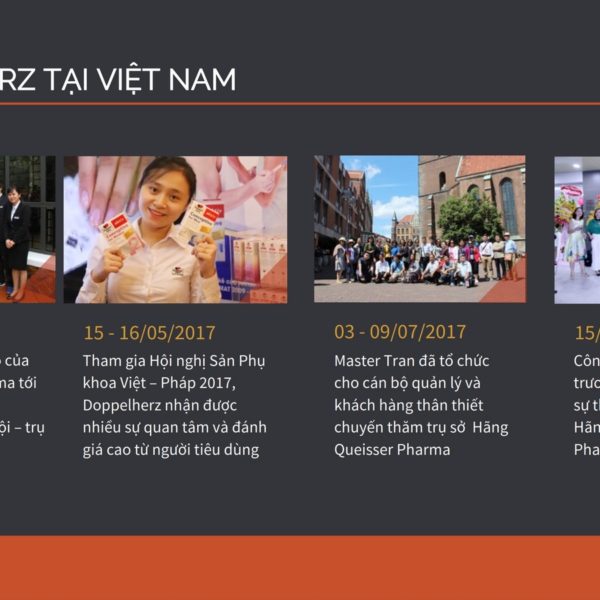 RZ TẠI VIỆT NAM
của
ma tới
ội – trụ
15 - 16/05/2017
Tham gia Hội nghị Sản Phụ
khoa Việt – Pháp 2017,
Doppelherz nhận được
nhiều sự quan tâm và đánh
giá cao từ người tiêu dùng
03 - 09/07/2017
Master Tran đã tổ chức
cho cán bộ quản lý và
khách hàng thân thiết
chuyến thăm trụ sở Hãng
Queisser Pharma
15/
Côn
trươ
sự t
Hãn
Pha